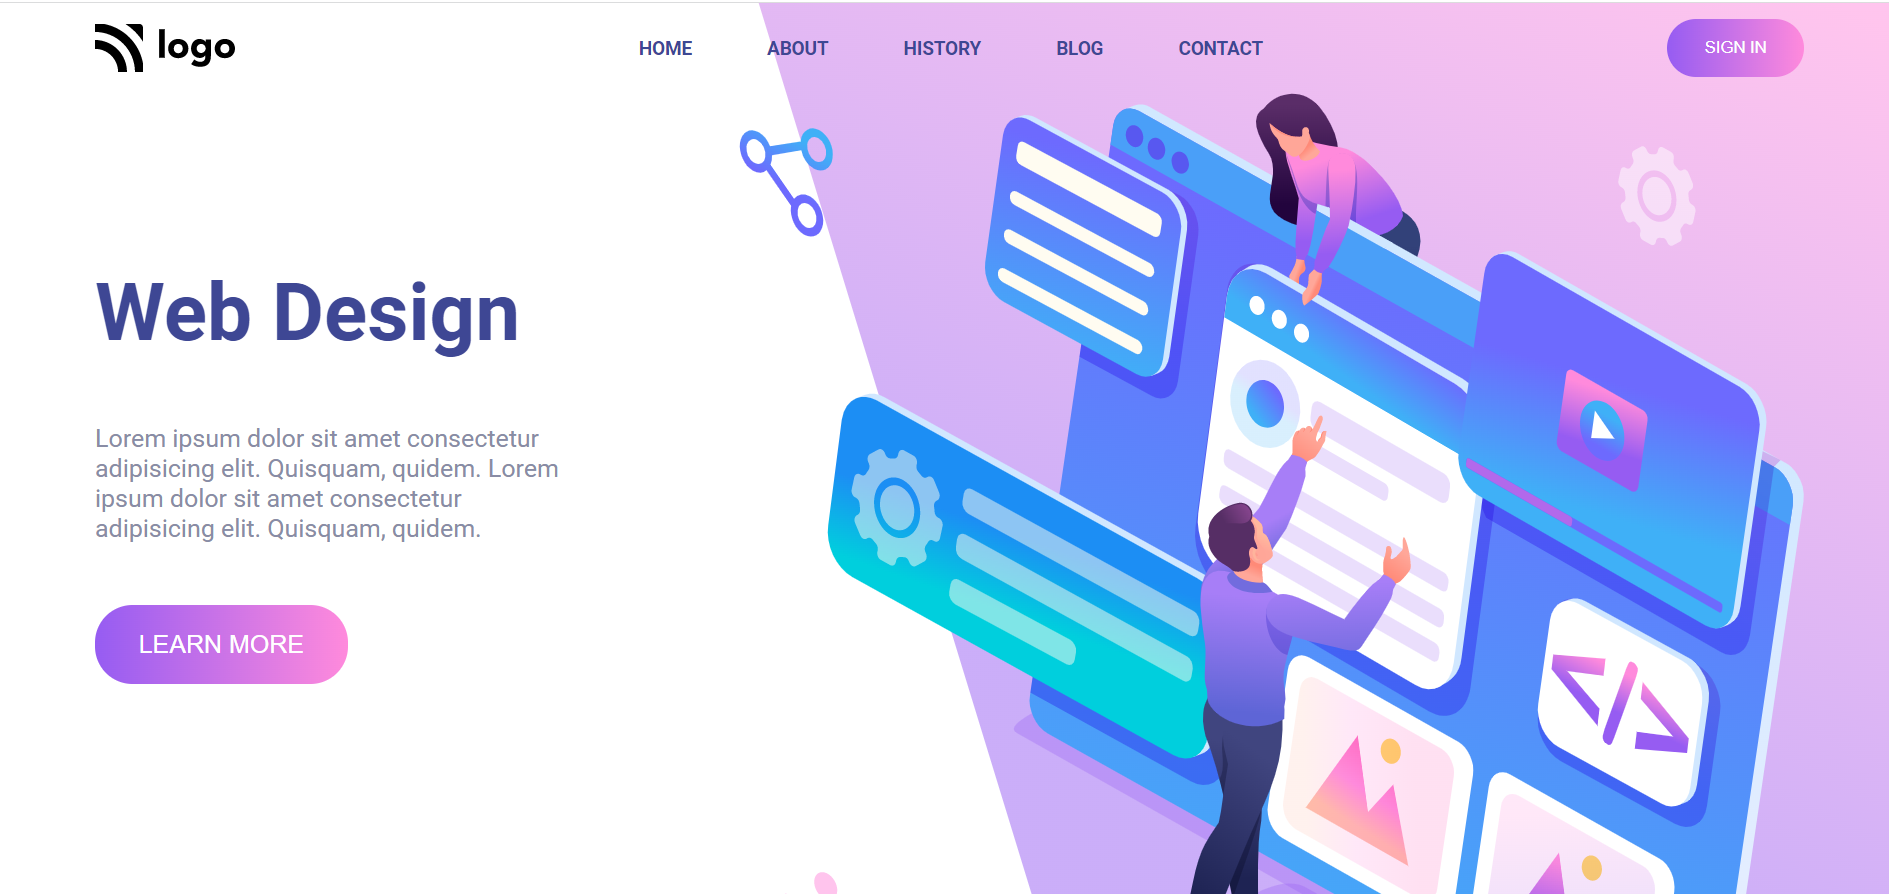 logo
HOME ABOUT HISTORY BLOG CONTACT
SIGN IN
Web Design
Lorem ipsum dolor sit amet consectetur
adipisicing elit. Quisquam, quidem. Lorem
ipsum dolor sit amet consectetur
adipisicing elit. Quisquam, quidem.
LEARN MORE
</>